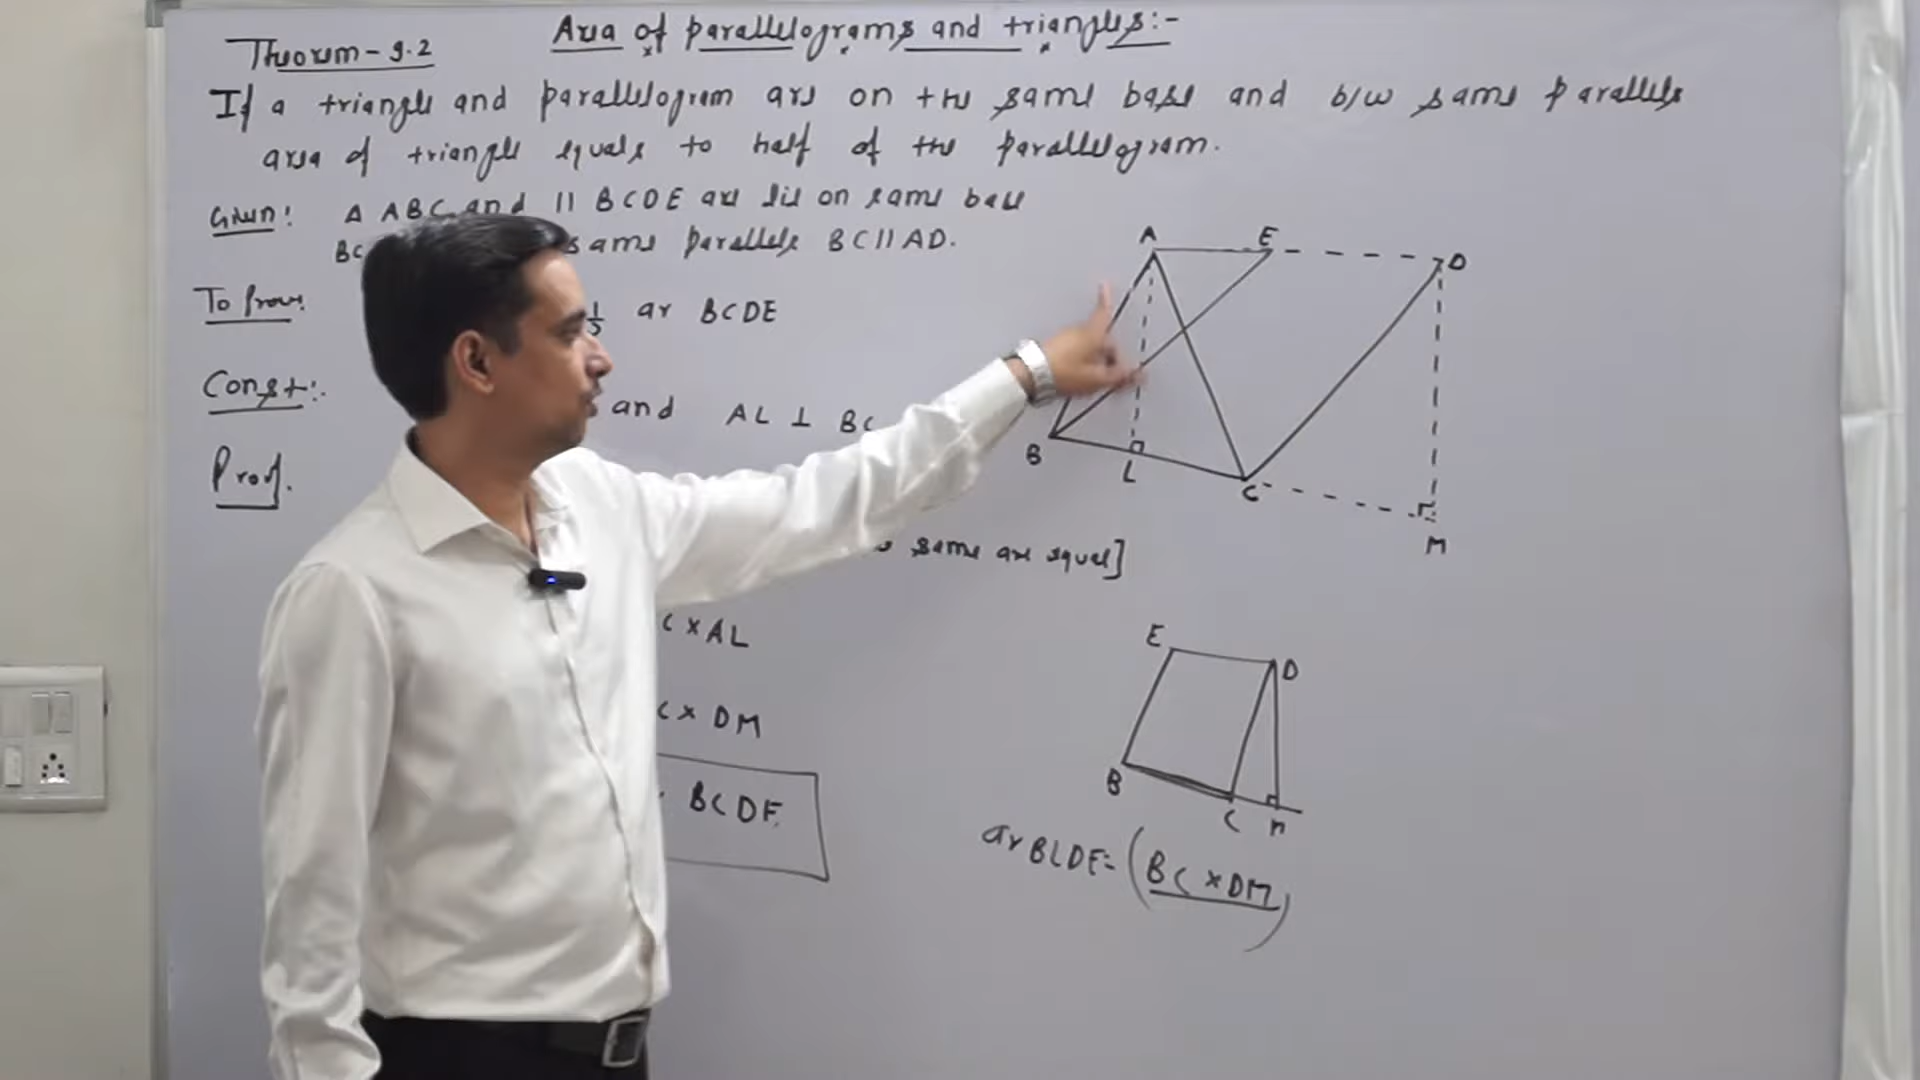 Theorem - 9.2
Area of parallelograms and triangles :-
If a triangle and parallelogram are on the same base and b/w same parallels
area of triangle equals to half of the parallelogram.
Given: Δ ABC and || BCDE are lie on same base
BC same parallels BC || AD.
To Prove: 1/2 ar BCDE
Const:- and AL ⊥ BC
Proof.
same are equal]
C × AL
C × DM
BCDE
A E D
B L C M
E D
B C M
ar BCDE = (BC × DM)